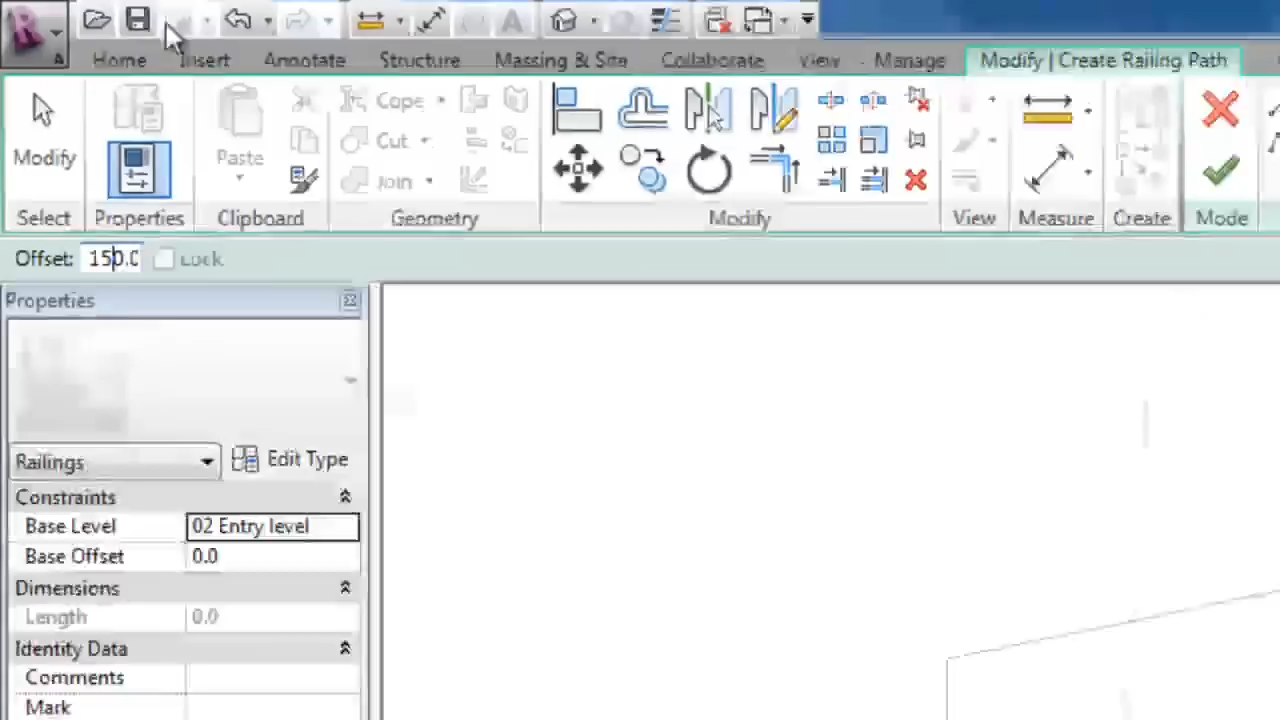 Home Insert Annotate Structure Massing & Site Collaborate View Manage Modify | Create Railing Path
Modify Paste Cope Cut Join
Select Properties Clipboard Geometry Modify View Measure Create Mode
Offset: 150.0 Lock
Properties
Railings Edit Type
Constraints
Base Level 02 Entry level
Base Offset 0.0
Dimensions
Length 0.0
Identity Data
Comments
Mark